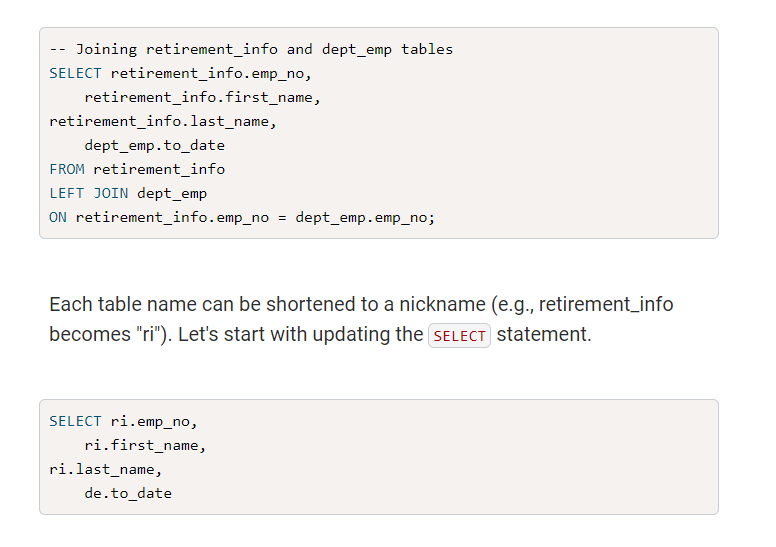 -- Joining retirement_info and dept_emp tables
SELECT retirement_info.emp_no,
    retirement_info.first_name,
retirement_info.last_name,
    dept_emp.to_date
FROM retirement_info
LEFT JOIN dept_emp
ON retirement_info.emp_no = dept_emp.emp_no;
Each table name can be shortened to a nickname (e.g., retirement_info
becomes "ri"). Let's start with updating the SELECT statement.
SELECT ri.emp_no,
    ri.first_name,
ri.last_name,
    de.to_date